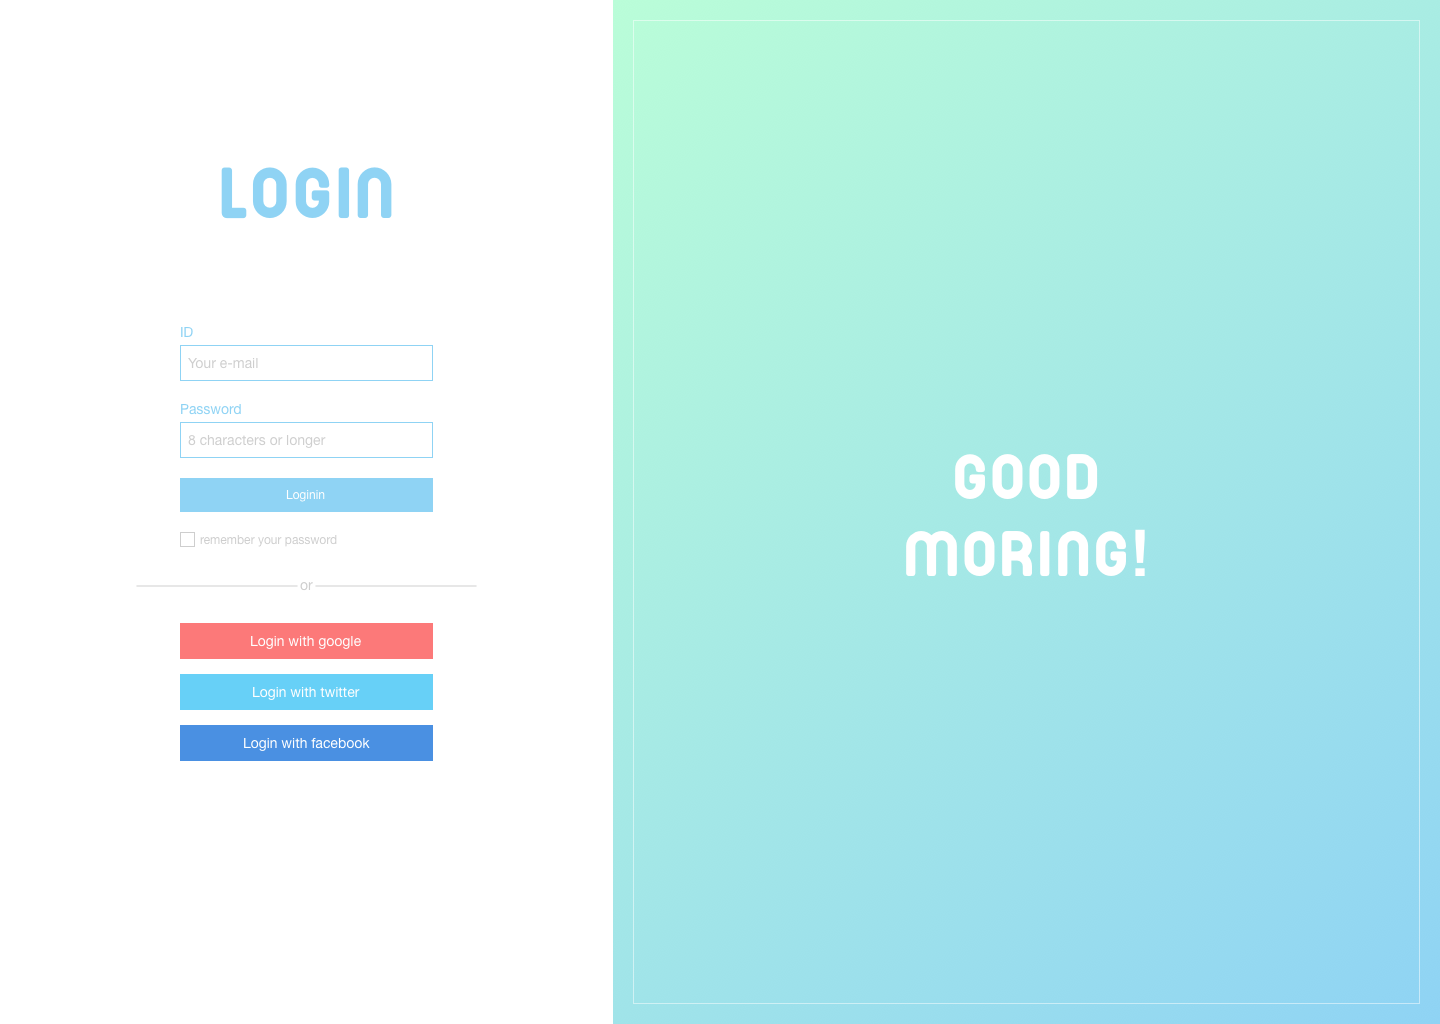 LOGIN
ID
Your e-mail
Password
8 characters or longer
Loginin
remember your password
or
Login with google
Login with twitter
Login with facebook
GOOD
MORING!